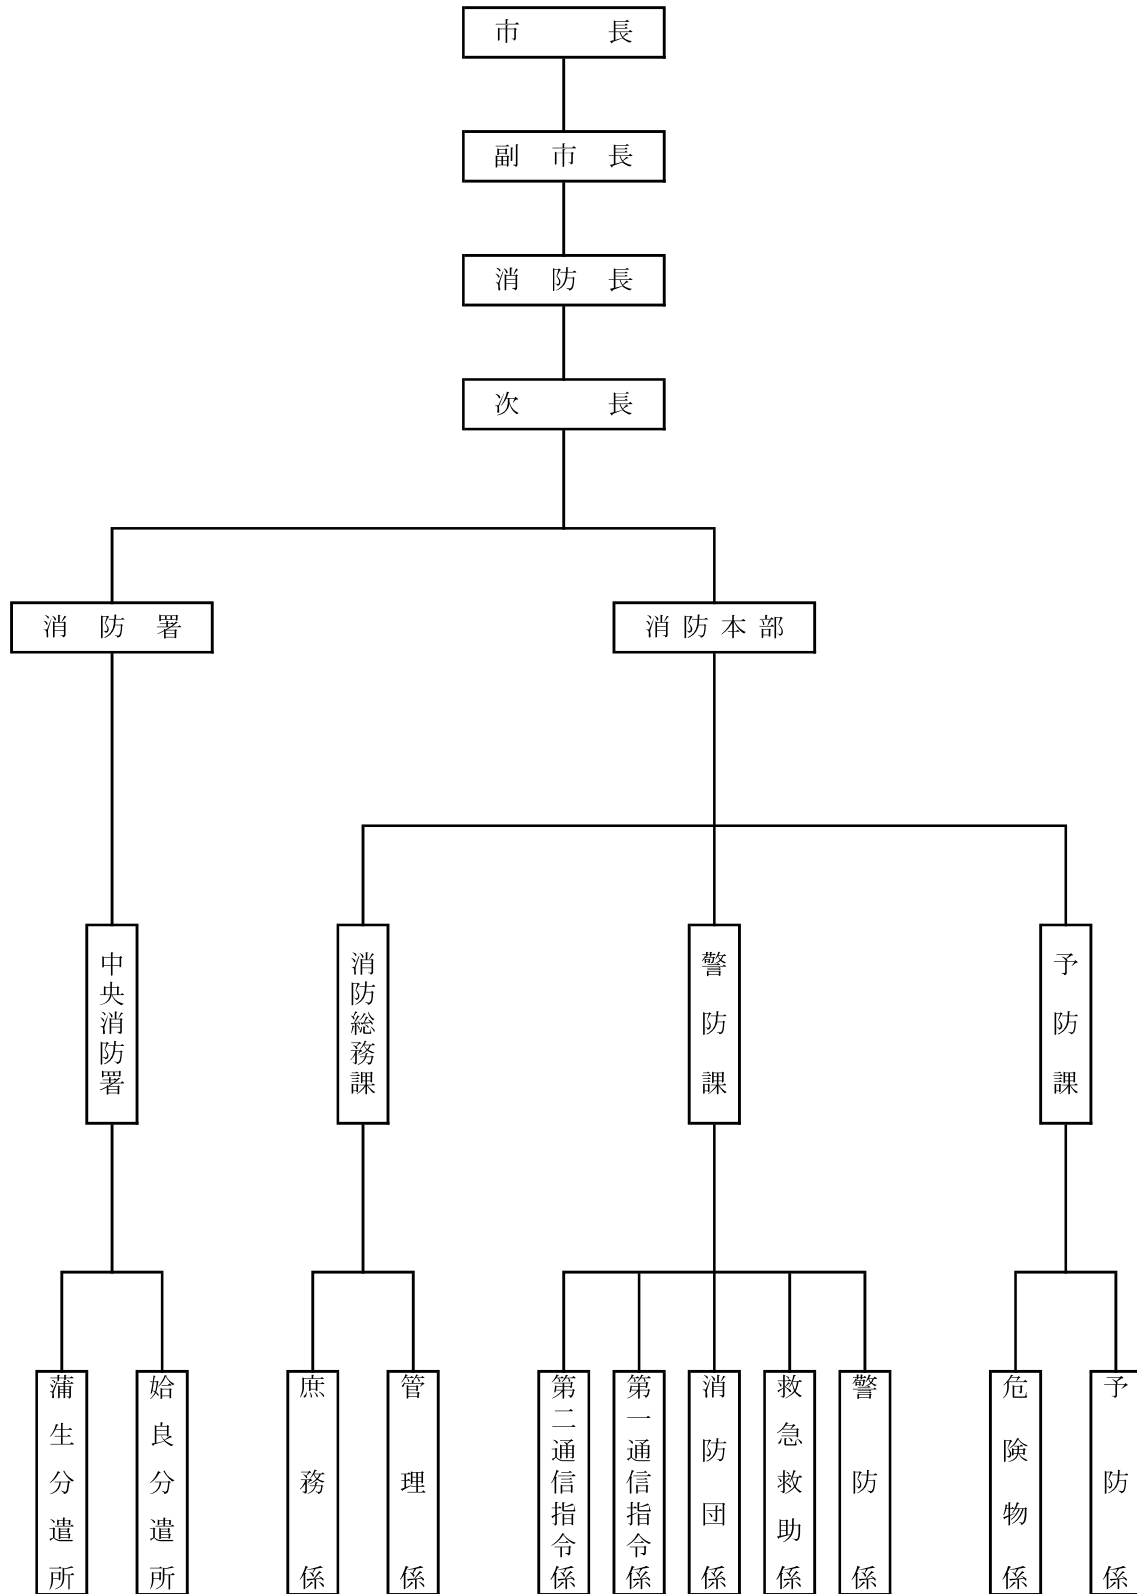 市長
副市長
消防長
次長
消防署
消防本部
中央消防署
消防総務課
警防課
予防課
蒲生分遣所
姶良分遣所
庶務係
管理係
第二通信指令係
第一通信指令係
消防団係
救急救助係
警防係
危険物係
予防係